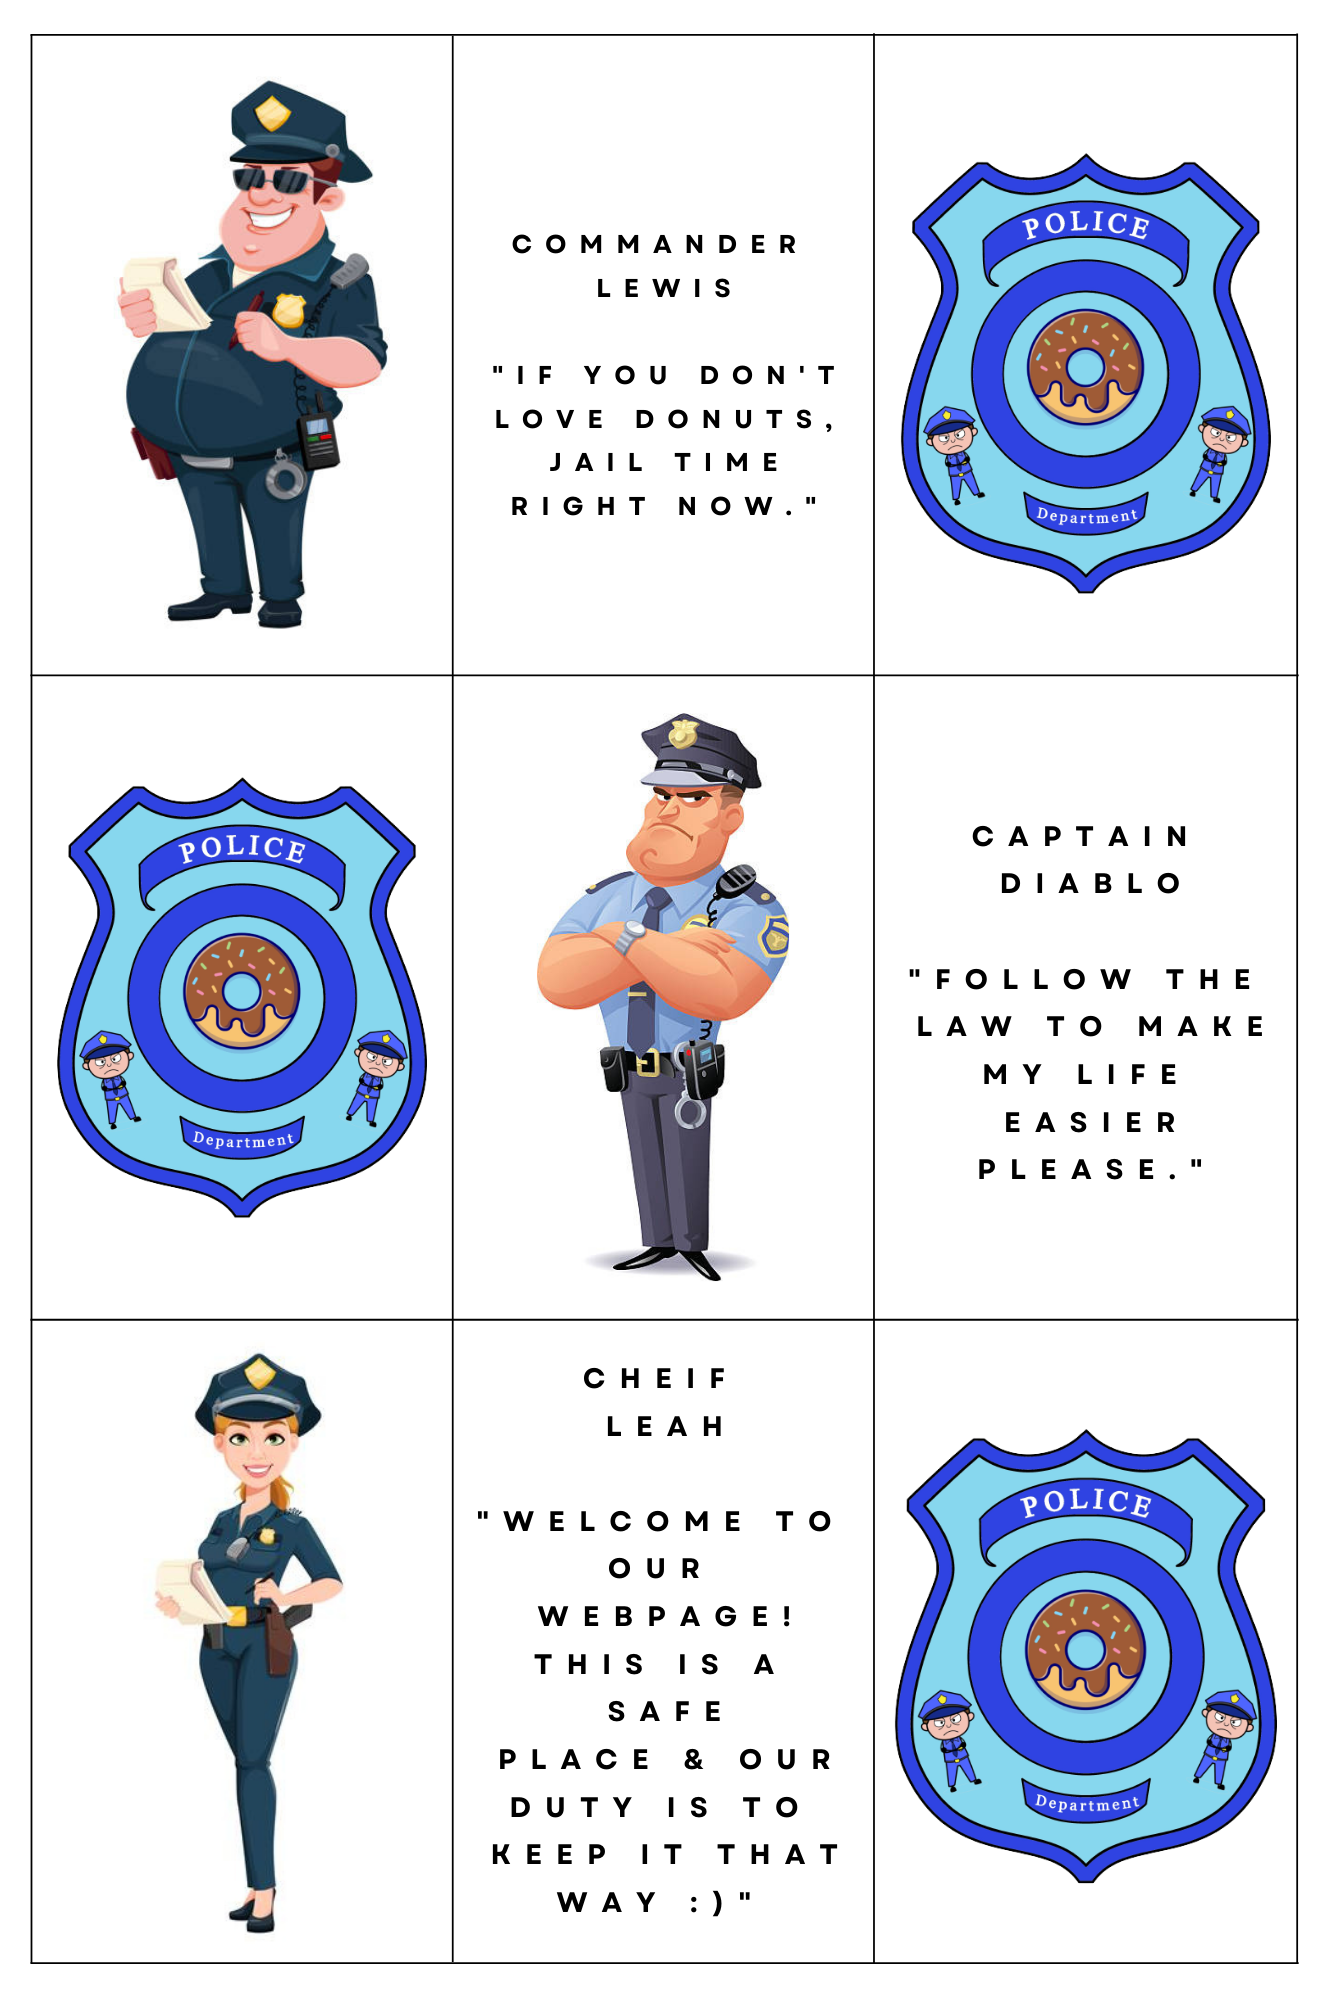 COMMANDER
LEWIS
"IF YOU DON'T
LOVE DONUTS,
JAIL TIME
RIGHT NOW."
POLICE
Department
POLICE
Department
CAPTAIN
DIABLO
"FOLLOW THE
LAW TO MAKE
MY LIFE
EASIER
PLEASE."
CHEIF
LEAH
"WELCOME TO
OUR
WEBPAGE!
THIS IS A
SAFE
PLACE & OUR
DUTY IS TO
KEEP IT THAT
WAY :)"
POLICE
Department